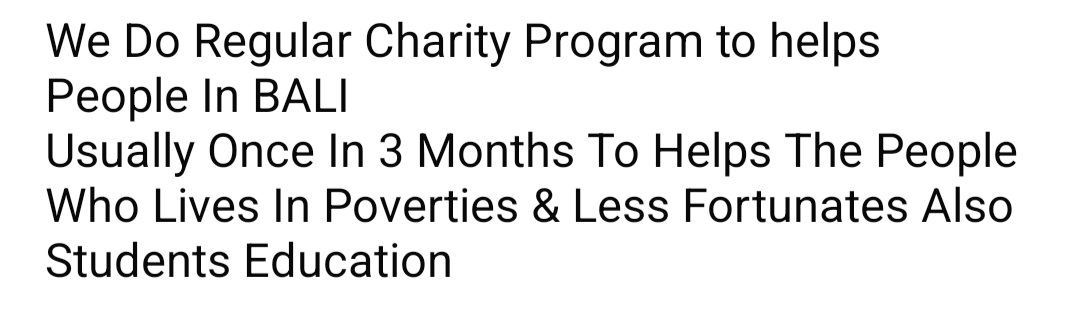 We Do Regular Charity Program to helps
People In BALI
Usually Once In 3 Months To Helps The People
Who Lives In Poverties & Less Fortunates Also
Students Education